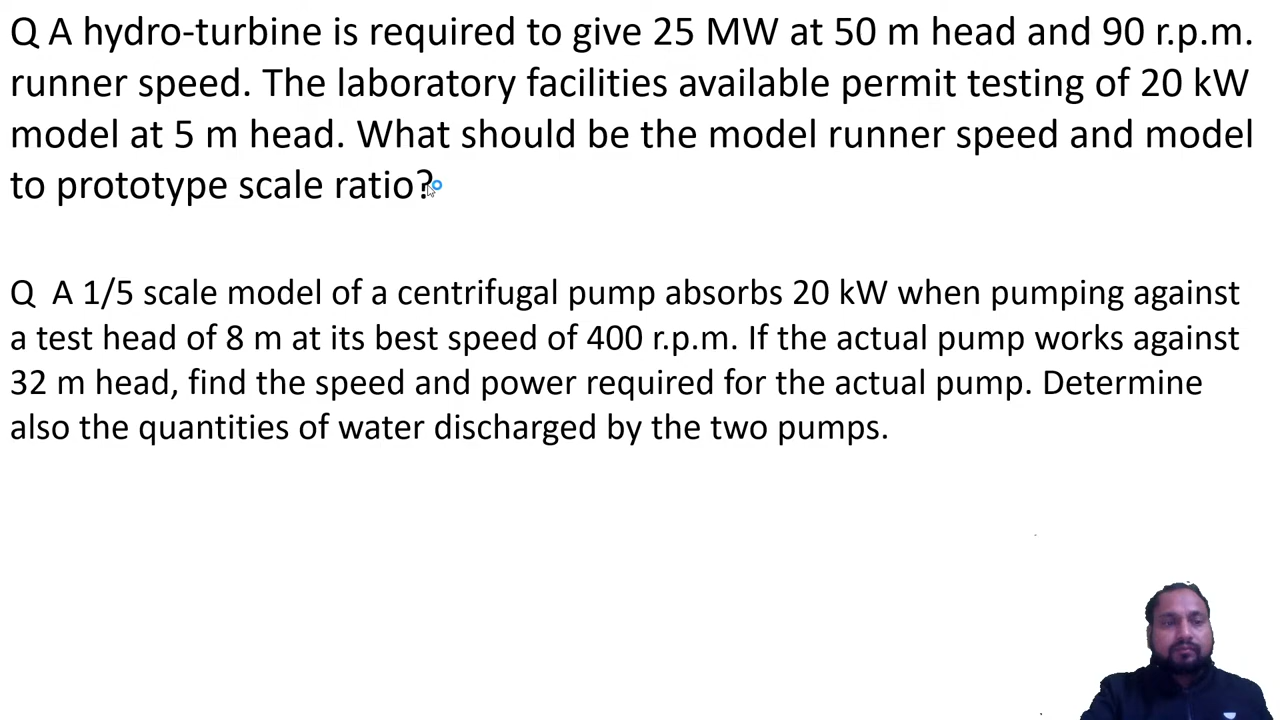 Q A hydro-turbine is required to give 25 MW at 50 m head and 90 r.p.m.
runner speed. The laboratory facilities available permit testing of 20 kW
model at 5 m head. What should be the model runner speed and model
to prototype scale ratio?
Q A 1/5 scale model of a centrifugal pump absorbs 20 kW when pumping against
a test head of 8 m at its best speed of 400 r.p.m. If the actual pump works against
32 m head, find the speed and power required for the actual pump. Determine
also the quantities of water discharged by the two pumps.